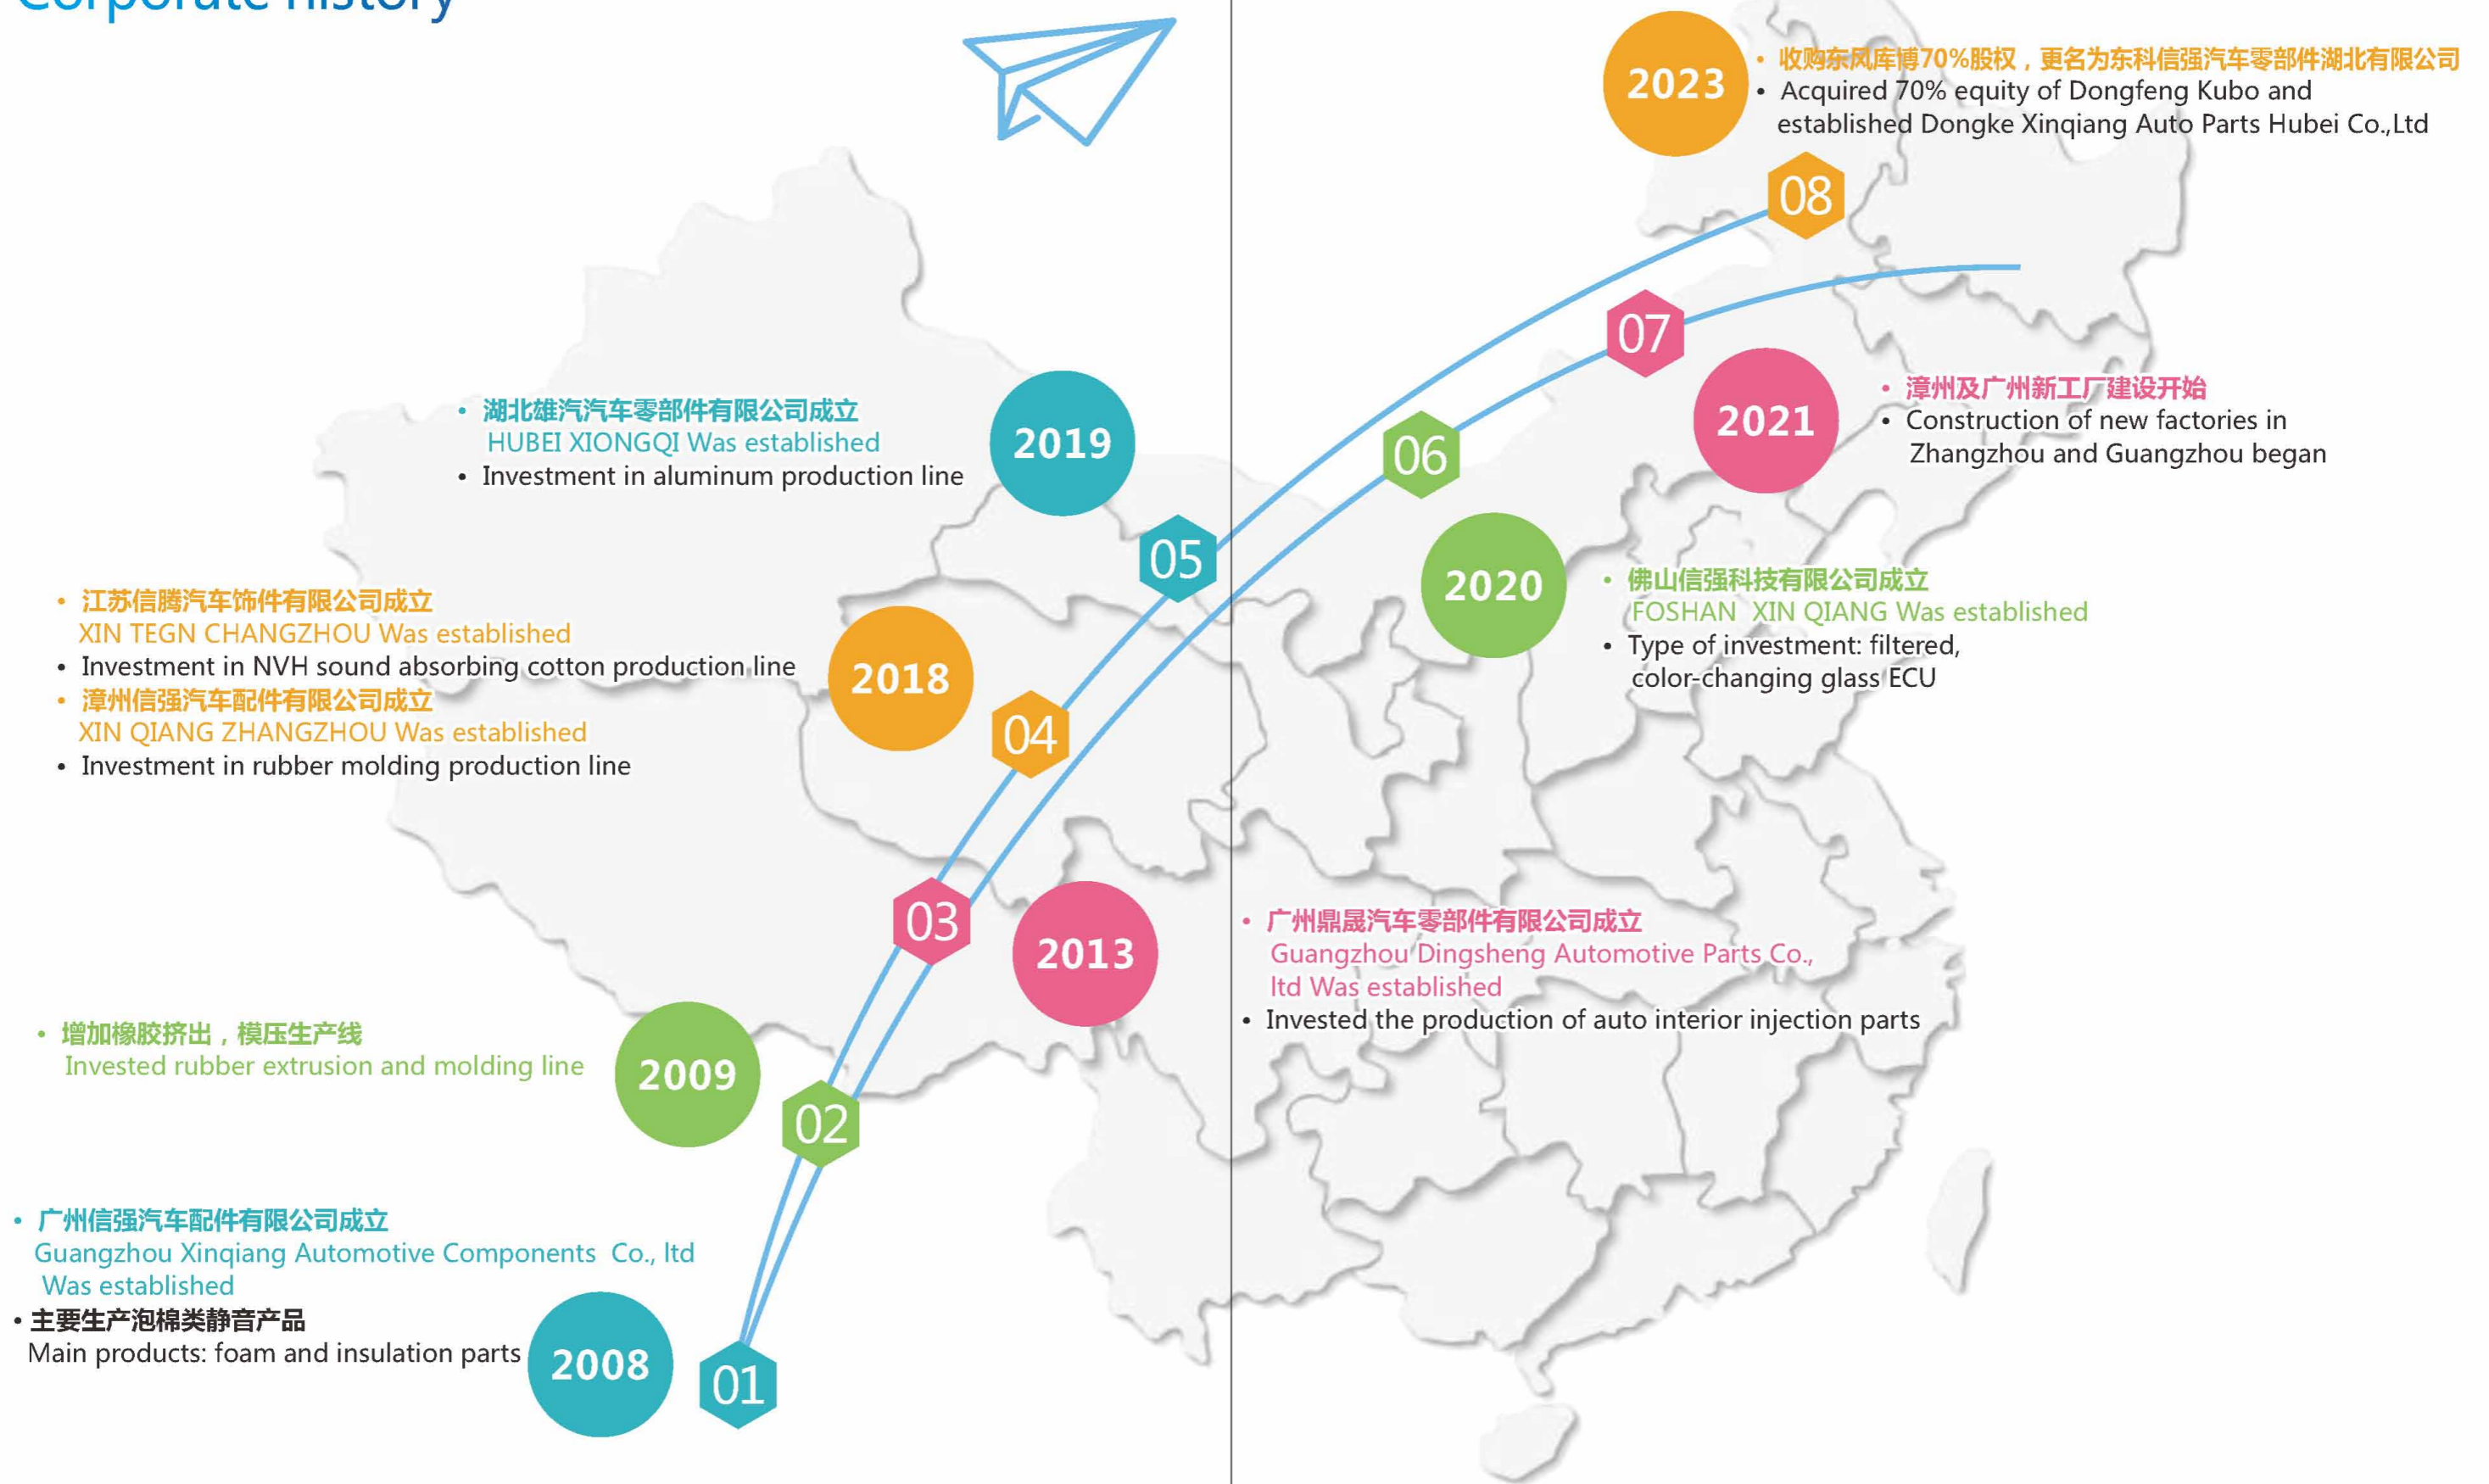 Corporate history
2023
• 收购东风库博70%股权，更名为东科信强汽车零部件湖北有限公司
• Acquired 70% equity of Dongfeng Kubo and
established Dongke Xinqiang Auto Parts Hubei Co.,Ltd
08
07
2021
• 漳州及广州新工厂建设开始
• Construction of new factories in
Zhangzhou and Guangzhou began
• 湖北雄汽汽车零部件有限公司成立
HUBEI XIONGQI Was established
• Investment in aluminum production line
2019
05
06
2020
• 佛山信强科技有限公司成立
FOSHAN XIN QIANG Was established
• Type of investment: filtered,
color-changing glass ECU
• 江苏信腾汽车饰件有限公司成立
XIN TEGN CHANGZHOU Was established
• Investment in NVH sound absorbing cotton production line
• 漳州信强汽车配件有限公司成立
XIN QIANG ZHANGZHOU Was established
• Investment in rubber molding production line
2018
04
03
2013
• 广州鼎晟汽车零部件有限公司成立
Guangzhou Dingsheng Automotive Parts Co.,
ltd Was established
• Invested the production of auto interior injection parts
• 增加橡胶挤出，模压生产线
Invested rubber extrusion and molding line
2009
02
• 广州信强汽车配件有限公司成立
Guangzhou Xinqiang Automotive Components Co., ltd
Was established
• 主要生产泡棉类静音产品
Main products: foam and insulation parts
2008
01